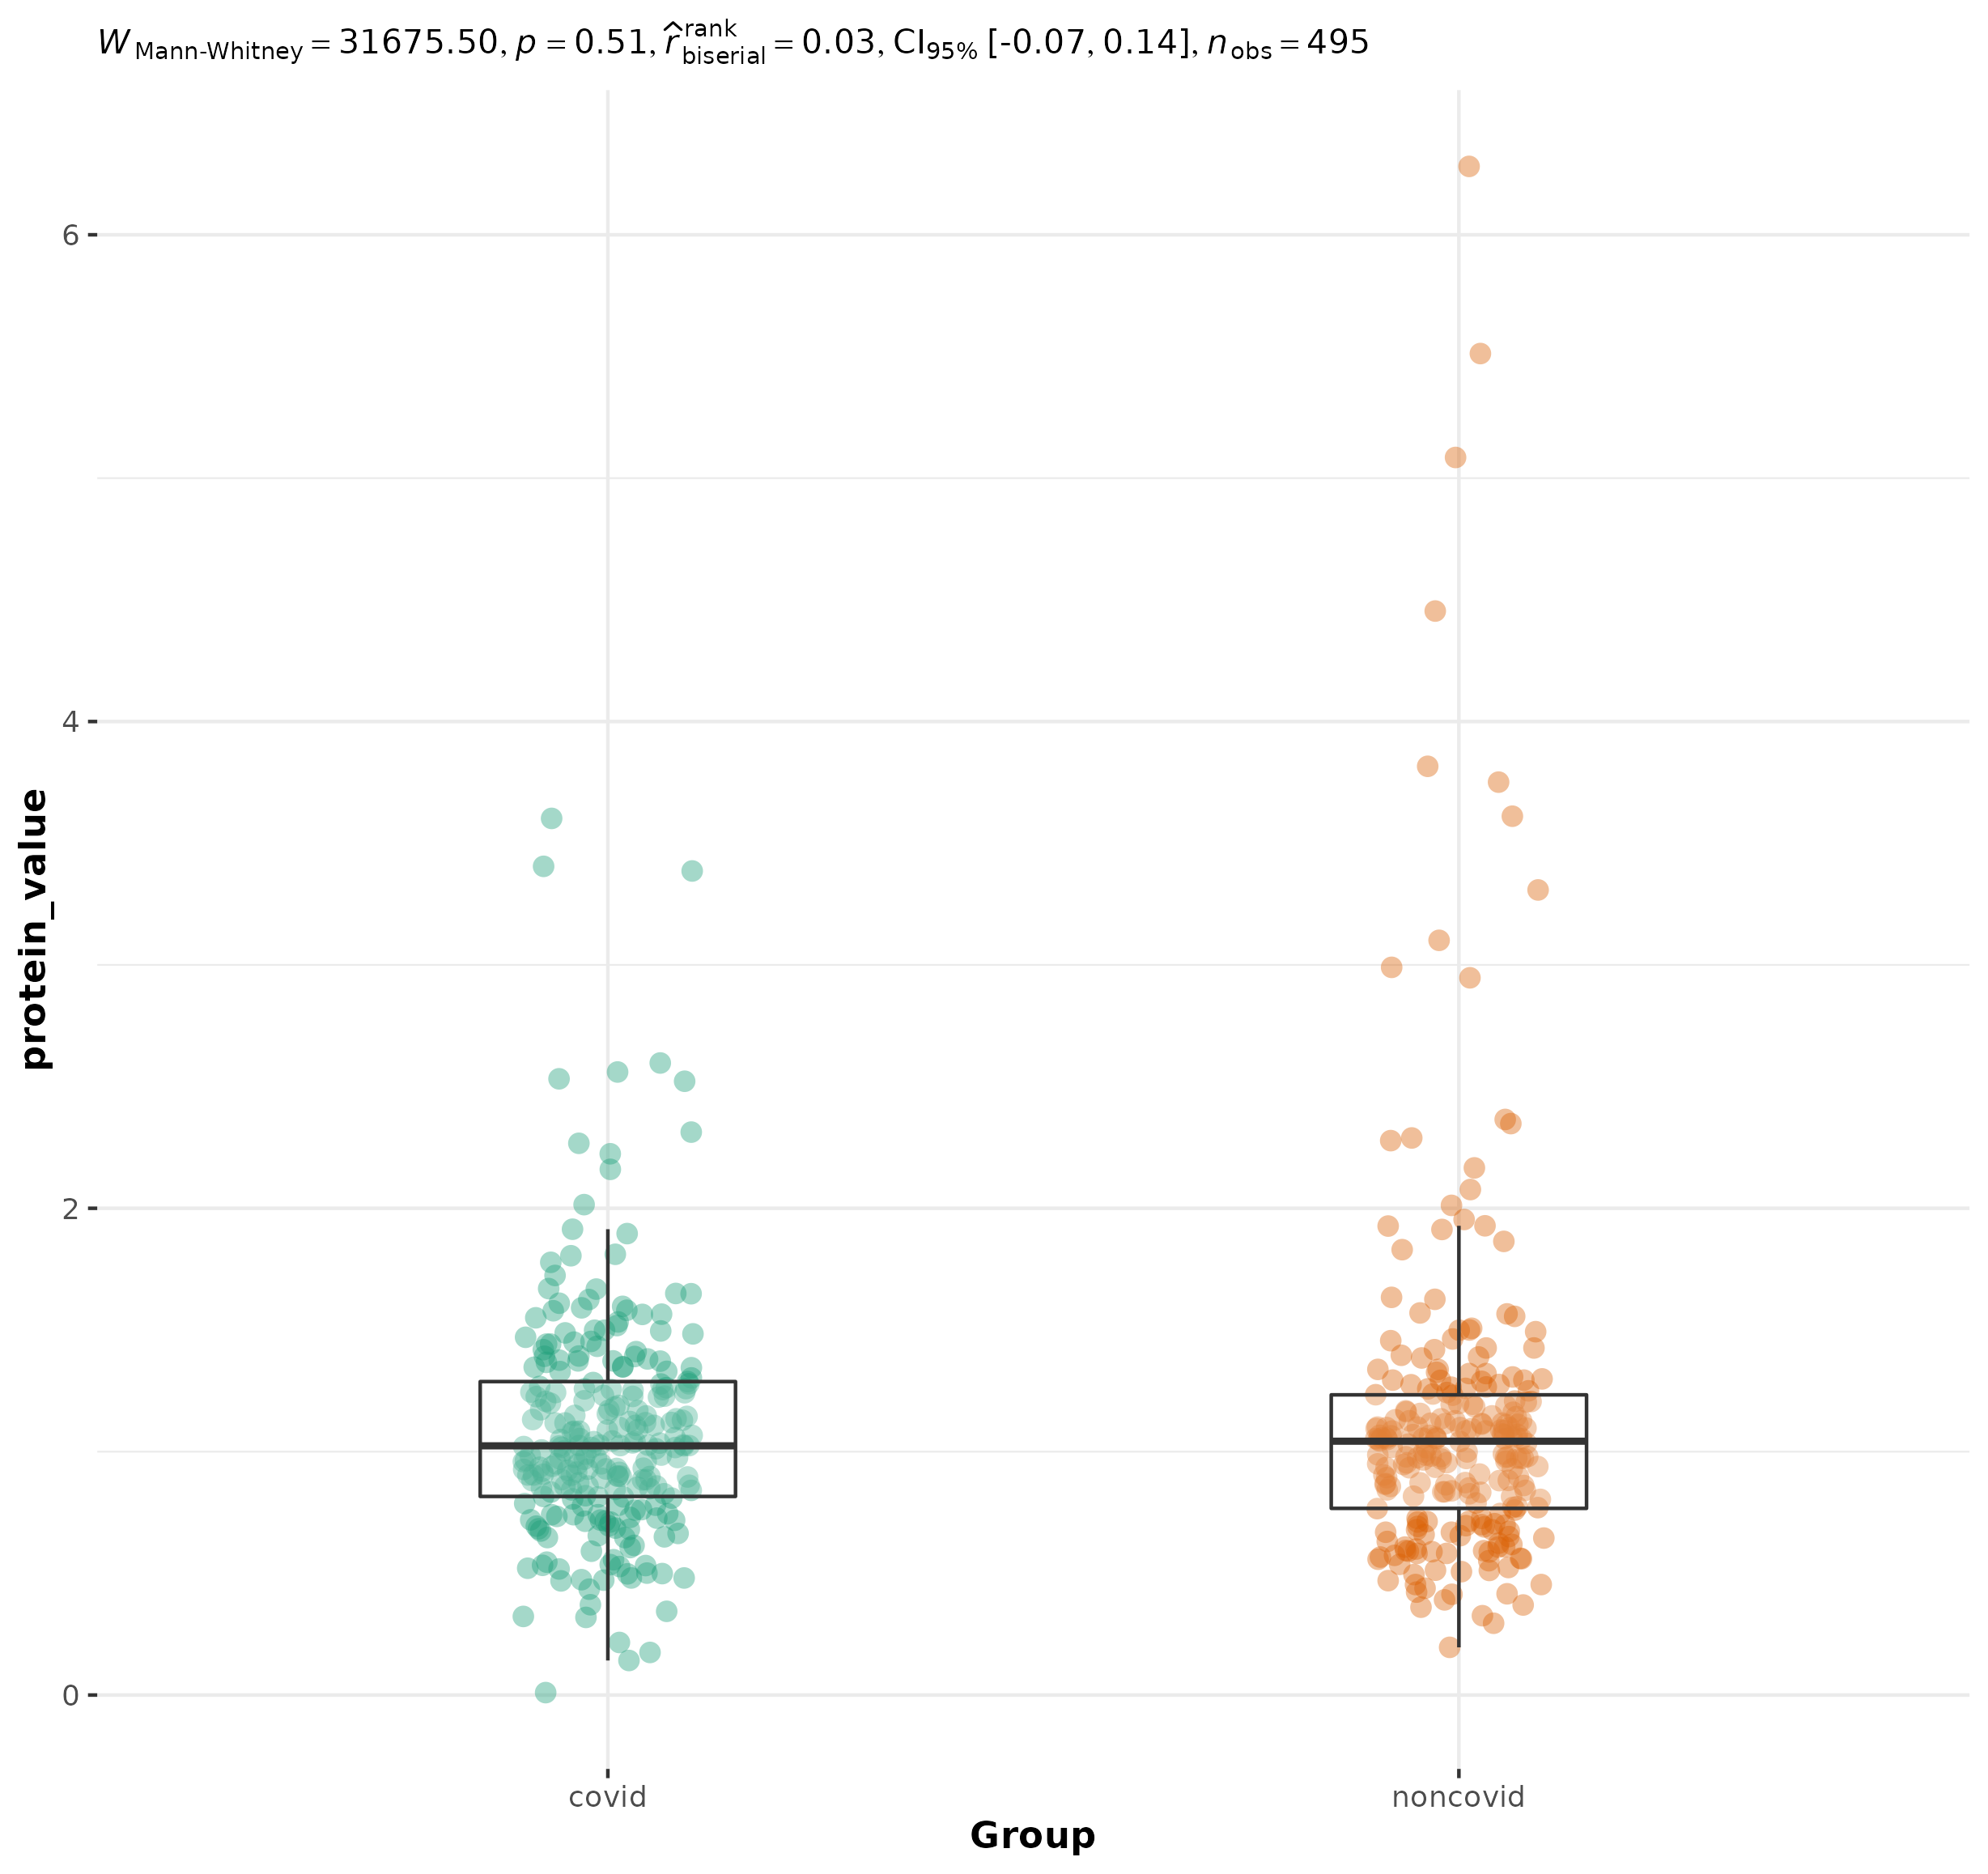 W Mann-Whitney = 31675.50, p = 0.51, r̂ rank biserial = 0.03, CI95% [-0.07, 0.14], n obs = 495
6
4
2
0
protein_value
covid noncovid
Group